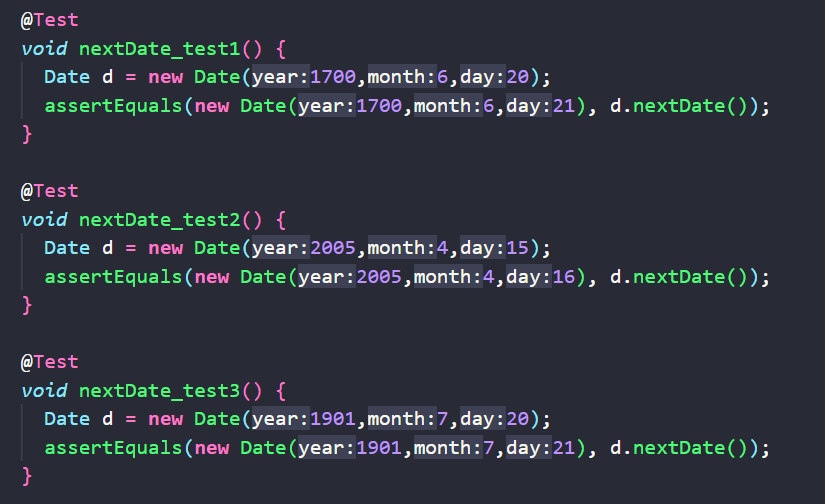 @Test
void nextDate_test1() {
Date d = new Date(year:1700,month:6,day:20);
assertEquals(new Date(year:1700,month:6,day:21), d.nextDate());
}
@Test
void nextDate_test2() {
Date d = new Date(year:2005,month:4,day:15);
assertEquals(new Date(year:2005,month:4,day:16), d.nextDate());
}
@Test
void nextDate_test3() {
Date d = new Date(year:1901,month:7,day:20);
assertEquals(new Date(year:1901,month:7,day:21), d.nextDate());
}